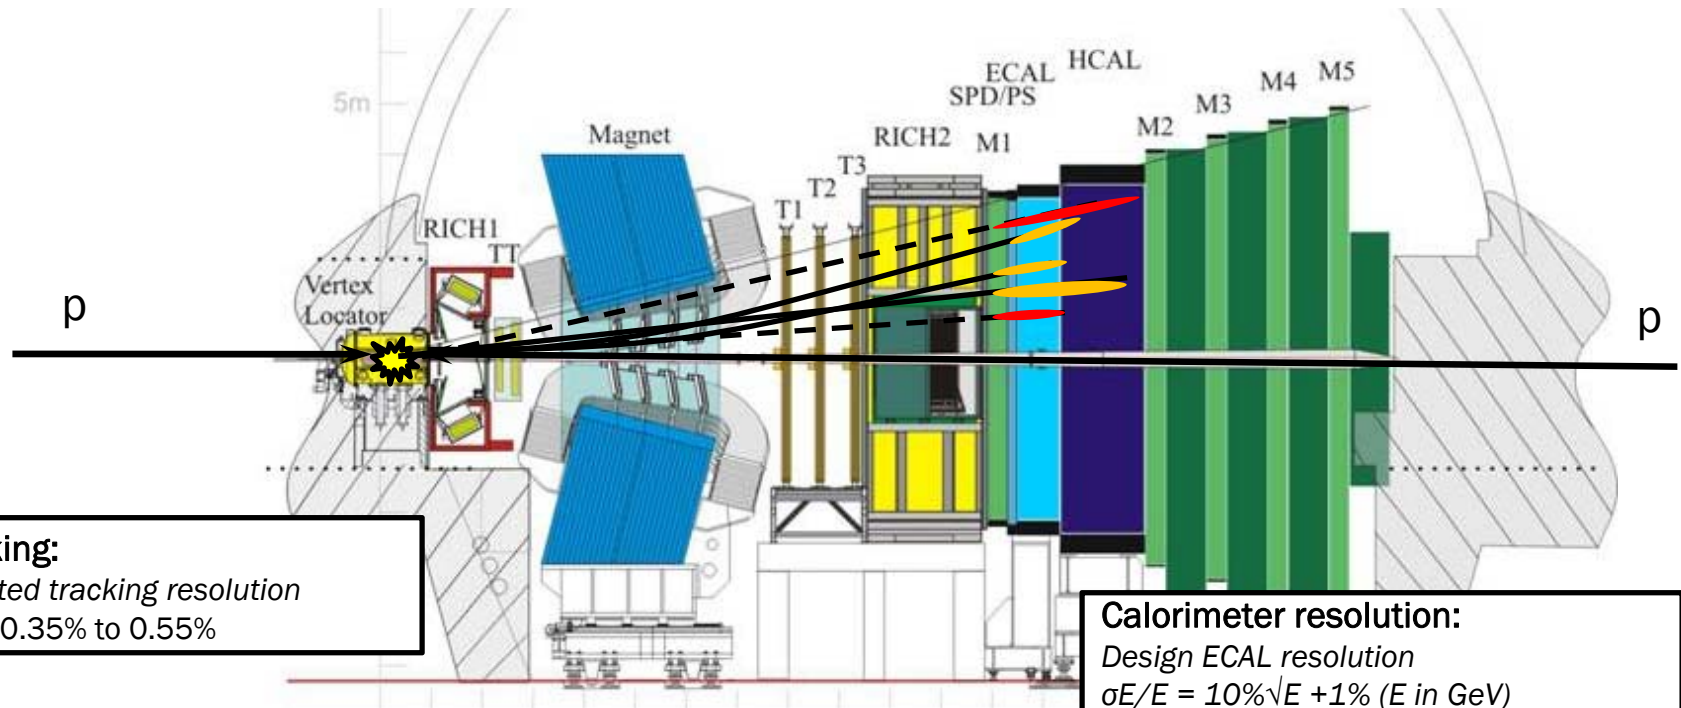 HCAL
ECAL
M5
M4
SPD/PS
5m
M3
Magnet
RICH2
M1
M2
T3
T2
T1
RICH1
TT
Vertex
Locator
p
p
ted tracking resolution
0.35% to 0.55%
Calorimeter resolution:
Design ECAL resolution
σE/E = 10%√E +1% (E in GeV)